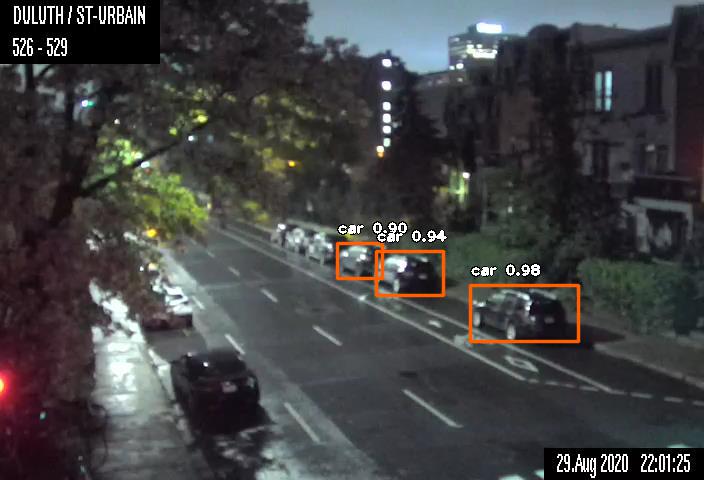 DULUTH / ST-URBAIN
526 - 529
car 0.90
car 0.94
car 0.98
29.Aug 2020 22:01:25